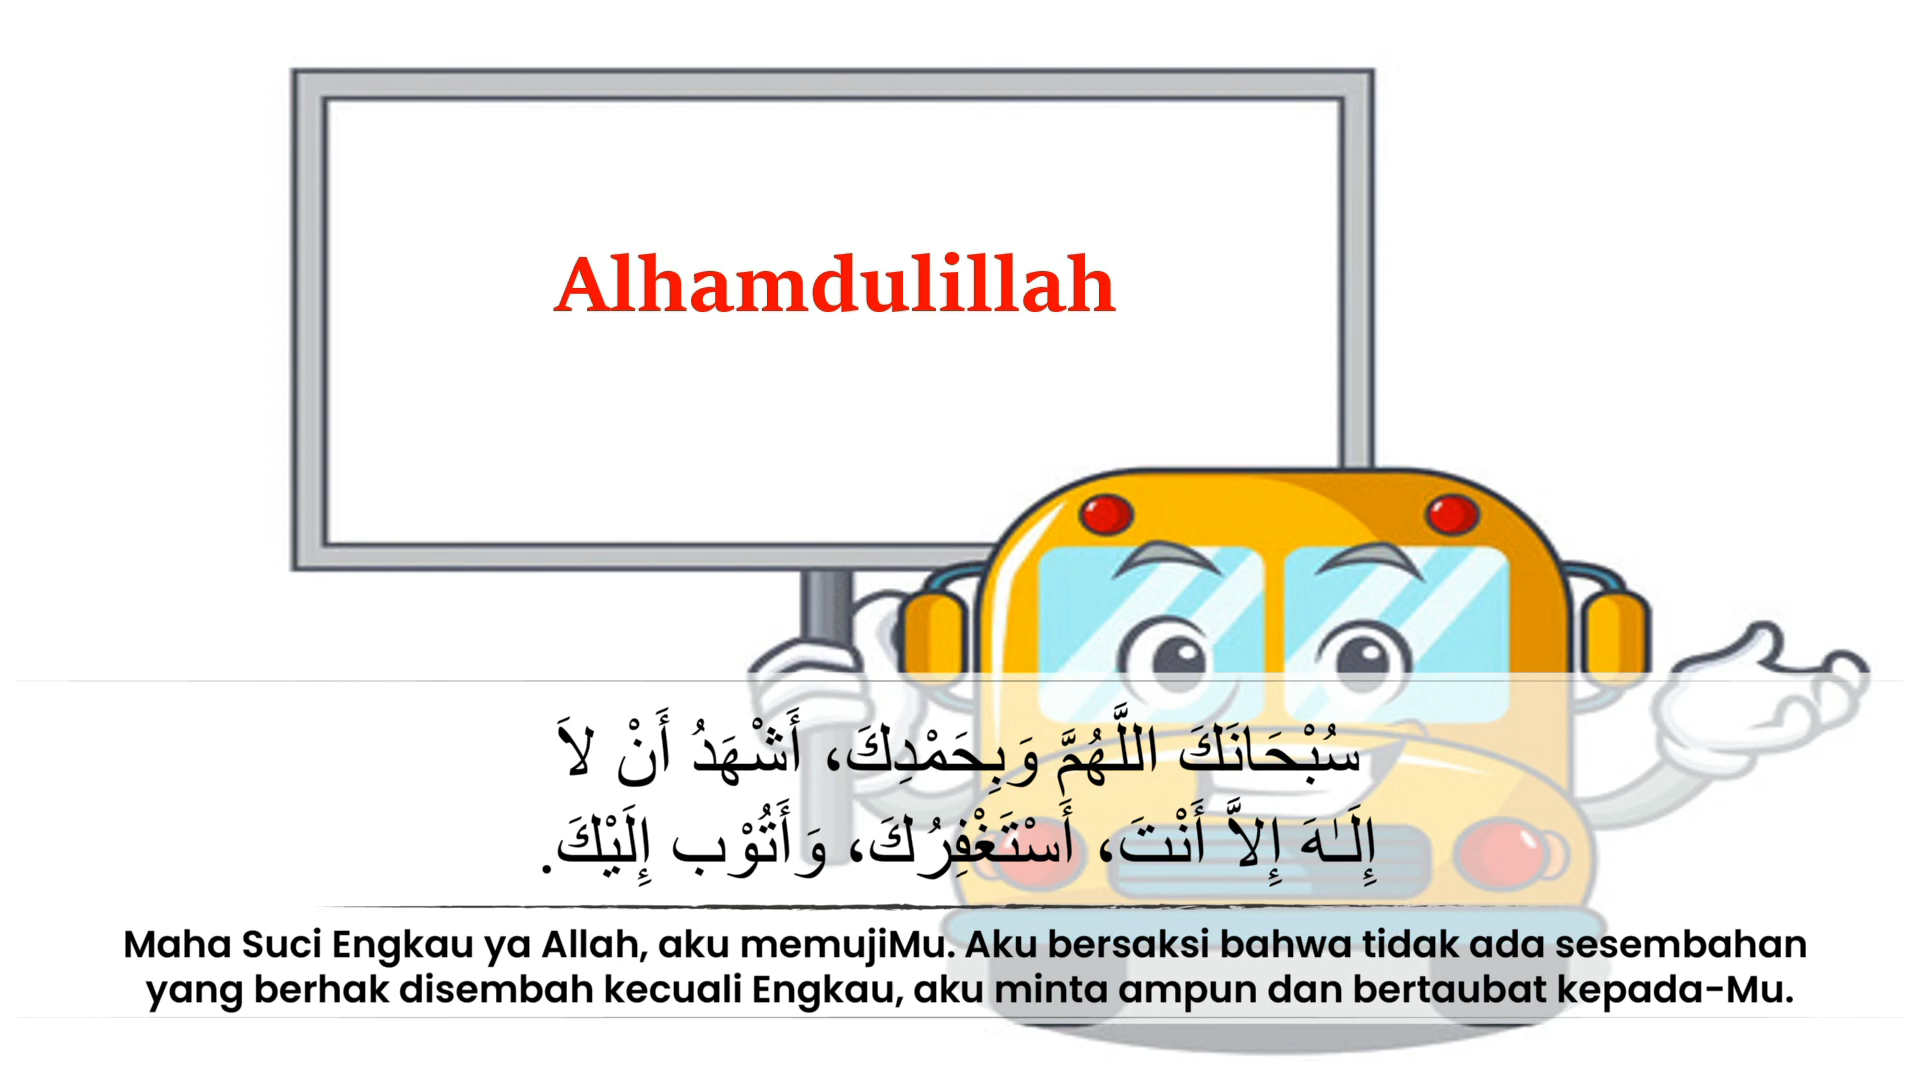 Alhamdulillah
سُبْحَانَكَ اللَّهُمَّ وَبِحَمْدِكَ، أَشْهَدُ أَنْ لاَ
إِلَـٰهَ إِلاَّ أَنْتَ، أَسْتَغْفِرُكَ، وَأَتُوْب إِلَيْكَ.
Maha Suci Engkau ya Allah, aku memujiMu. Aku bersaksi bahwa tidak ada sesembahan
yang berhak disembah kecuali Engkau, aku minta ampun dan bertaubat kepada-Mu.